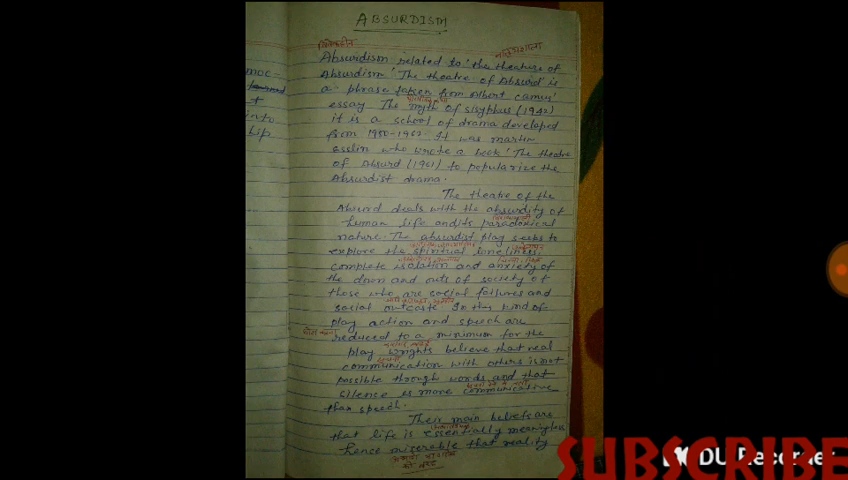 ABSURDISM
Absurdism related to 'the theature of
Absurdism' The theatre of Absurd is
a phrase taken from Albert camus'
essay The myth of sisyphus (1942)
it is a school of drama developed
from 1950-1962. It was martin
esslin who wrote a book 'The theatre
of Absurd (1961) to popularize the
Absurdist drama.
The theatre of the
Absurd deals with the absurdity of
human life and its paradoxical
nature. The absurdist play seeks to
explore the spiritual loneliness
complete isolation and anxiety of
the down and outs of society of
those who are social failures and
social outcaste In this kind of
play action and speech are
reduced to a minimum for the
play wrights believe that real
communication with others is not
possible through words and that
silence is more communicative
than speech.
Their main beliefs are
that life is essentially meaningless
hence miserable that reality
moc-
t
into
hip
SUBSCRIBE
DU Recorder